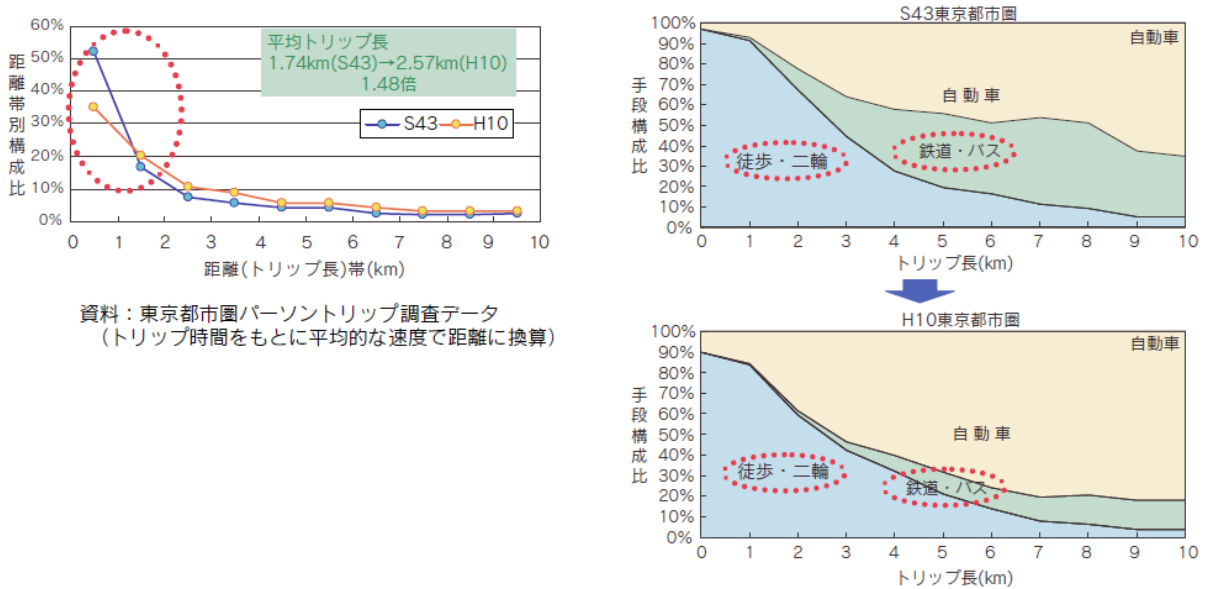 60%
50%
40%
30%
20%
10%
0%
距離帯別構成比
平均トリップ長
1.74km(S43)→2.57km(H10)
1.48倍
S43 H10
0 1 2 3 4 5 6 7 8 9 10
距離(トリップ長)帯(km)
資料：東京都市圏パーソントリップ調査データ
（トリップ時間をもとに平均的な速度で距離に換算）
S43東京都市圏
100%
90%
80%
70%
60%
50%
40%
30%
20%
10%
0%
手段構成比
自動車
自動車
鉄道・バス
徒歩・二輪
0 1 2 3 4 5 6 7 8 9 10
トリップ長(km)
H10東京都市圏
100%
90%
80%
70%
60%
50%
40%
30%
20%
10%
0%
手段構成比
自動車
自動車
徒歩・二輪
鉄道・バス
0 1 2 3 4 5 6 7 8 9 10
トリップ長(km)